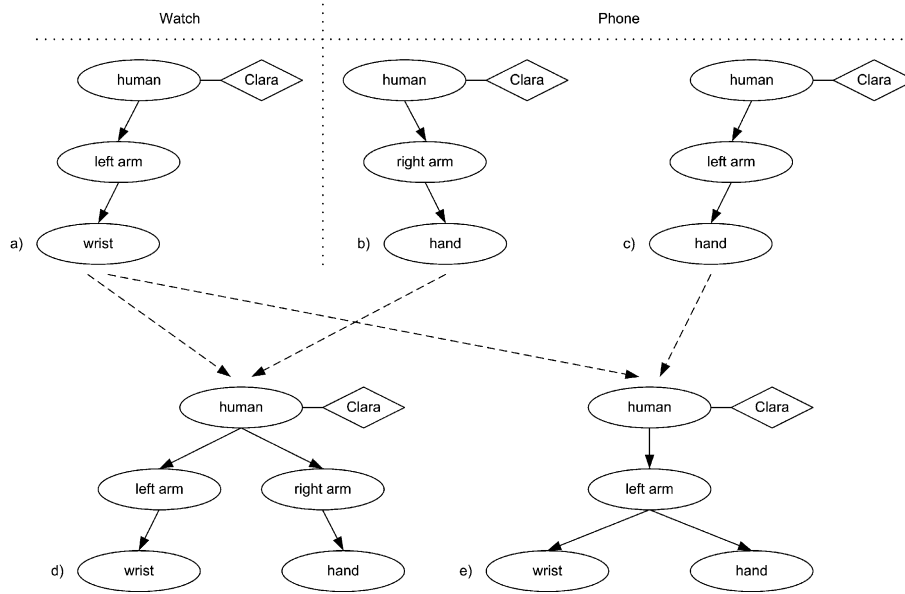 Watch Phone
human Clara human Clara human Clara
left arm right arm left arm
a) wrist b) hand c) hand
human Clara human Clara
left arm right arm left arm
d) wrist hand e) wrist hand